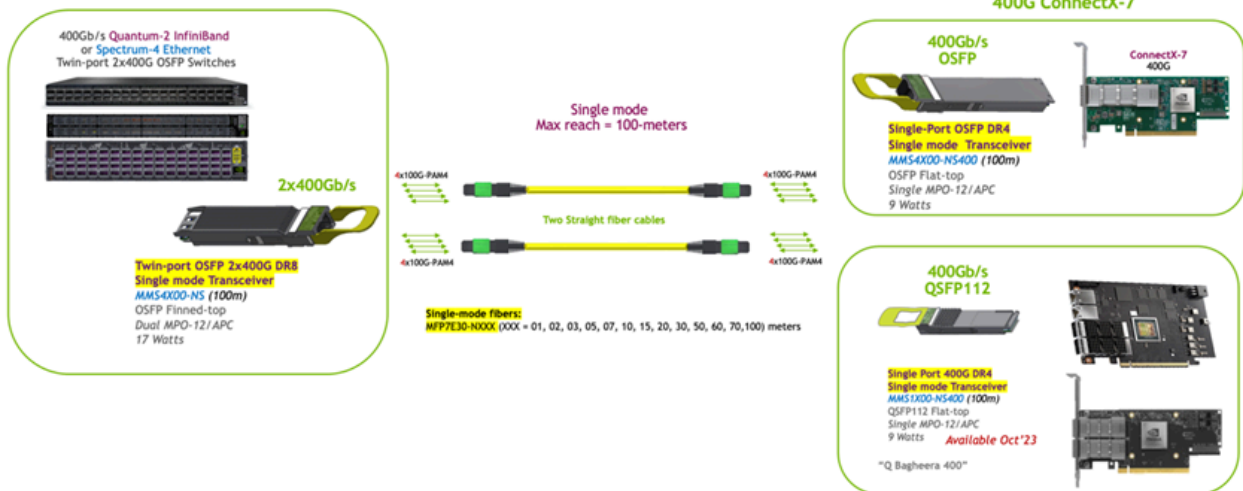 400G ConnectX-7
400Gb/s Quantum-2 InfiniBand
or Spectrum-4 Ethernet
Twin-port 2x400G OSFP Switches
2x400Gb/s
Twin-port OSFP 2x400G DR8
Single mode Transceiver
MMS4X00-NS (100m)
OSFP Finned-top
Dual MPO-12/APC
17 Watts
Single mode
Max reach = 100-meters
4x100G-PAM4
4x100G-PAM4
Two Straight fiber cables
4x100G-PAM4
4x100G-PAM4
Single-mode fibers:
MFP7E30-NXXX (XXX = 01, 02, 03, 05, 07, 10, 15, 20, 30, 50, 60, 70,100) meters
400Gb/s
OSFP
ConnectX-7
400G
Single-Port OSFP DR4
Single mode Transceiver
MMS4X00-NS400 (100m)
OSFP Flat-top
Single MPO-12/APC
9 Watts
400Gb/s
QSFP112
Single Port 400G DR4
Single mode Transceiver
MMS1X00-NS400 (100m)
QSFP112 Flat-top
Single MPO-12/APC
9 Watts Available Oct'23
"Q Bagheera 400"